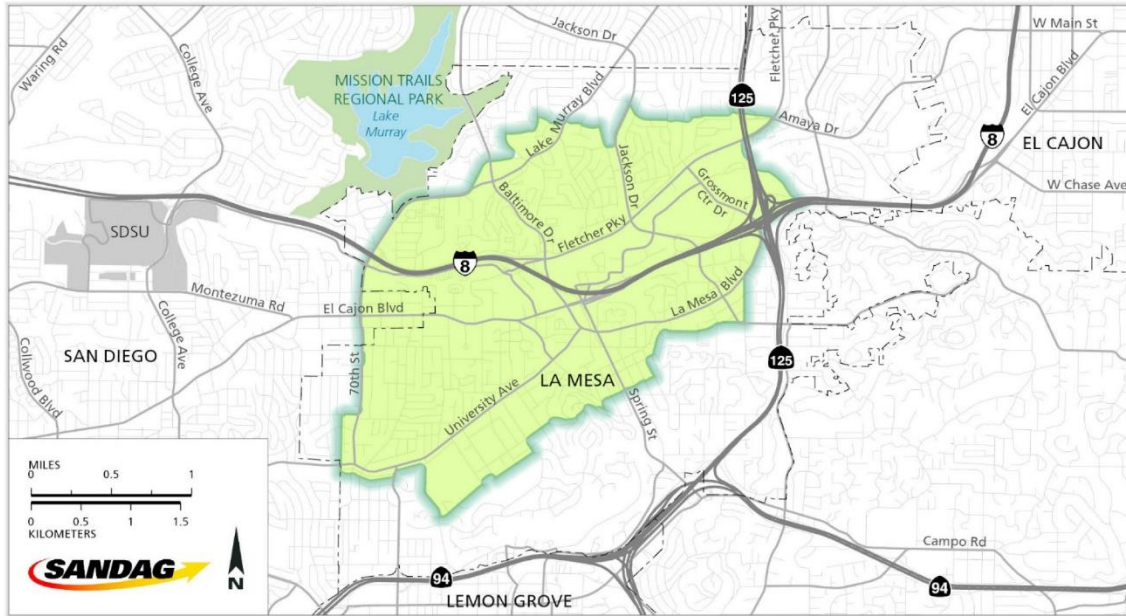 Waring Rd
College Ave
Jackson Dr
Fletcher Pky
W Main St
MISSION TRAILS
REGIONAL PARK
Lake
Murray
Lake Murray Blvd
125
Amaya Dr
El Cajon Blvd
8
EL CAJON
W Chase Ave
Baltimore Dr
Jackson Dr
Grossmont
Ctr Dr
Fletcher Pky
SDSU
8
Montezuma Rd
El Cajon Blvd
La Mesa Blvd
SAN DIEGO
College Ave
Collwood Blvd
70th St
University Ave
LA MESA
Spring St
125
MILES
0 0.5 1
0 0.5 1 1.5
KILOMETERS
SANDAG
N
94
LEMON GROVE
Campo Rd
94